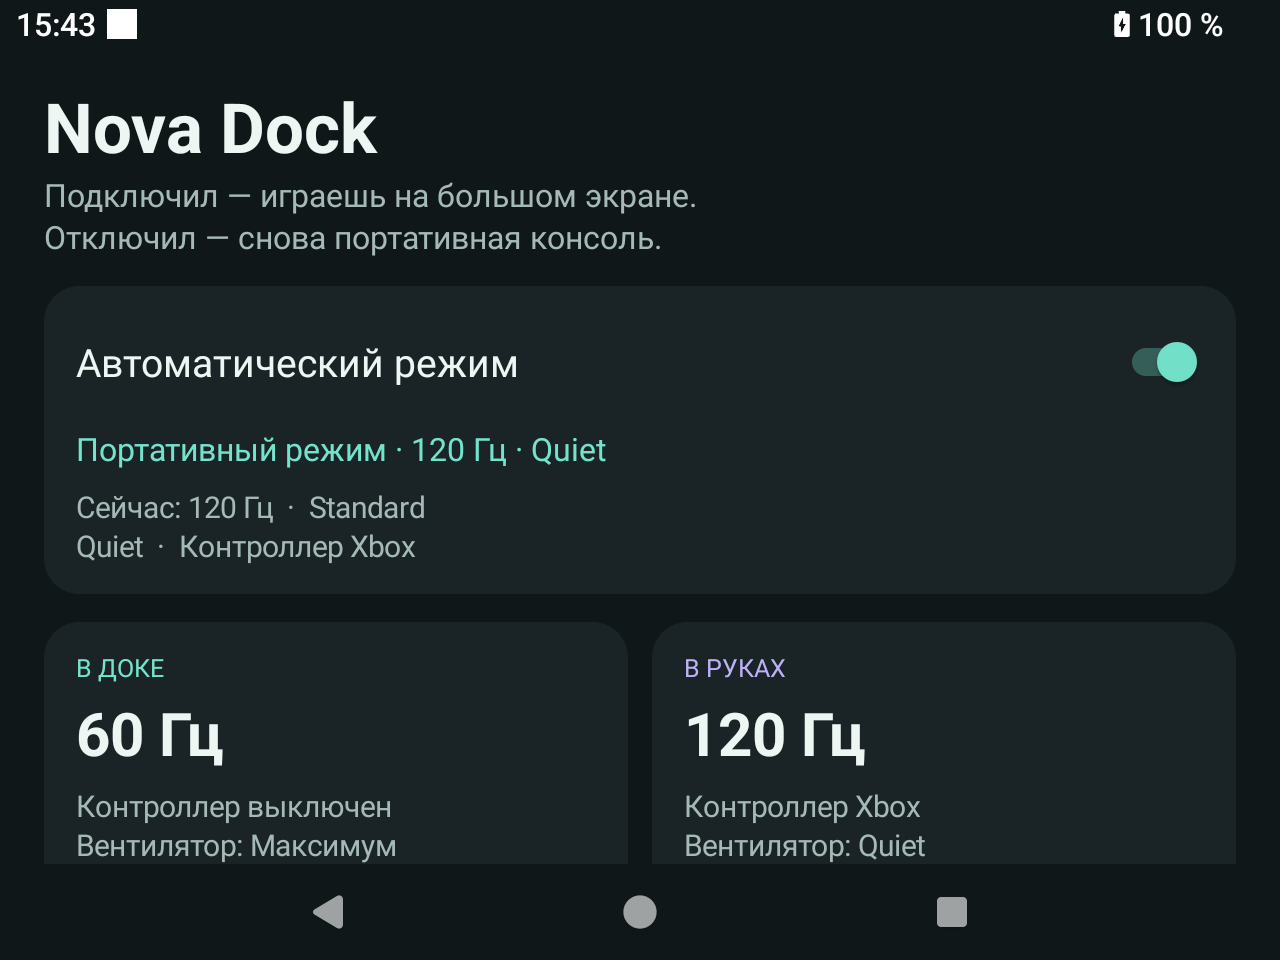 15:43
100 %
Nova Dock
Подключил — играешь на большом экране.
Отключил — снова портативная консоль.
Автоматический режим
Портативный режим · 120 Гц · Quiet
Сейчас: 120 Гц · Standard
Quiet · Контроллер Xbox
В ДОКЕ
60 Гц
Контроллер выключен
Вентилятор: Максимум
В РУКАХ
120 Гц
Контроллер Xbox
Вентилятор: Quiet